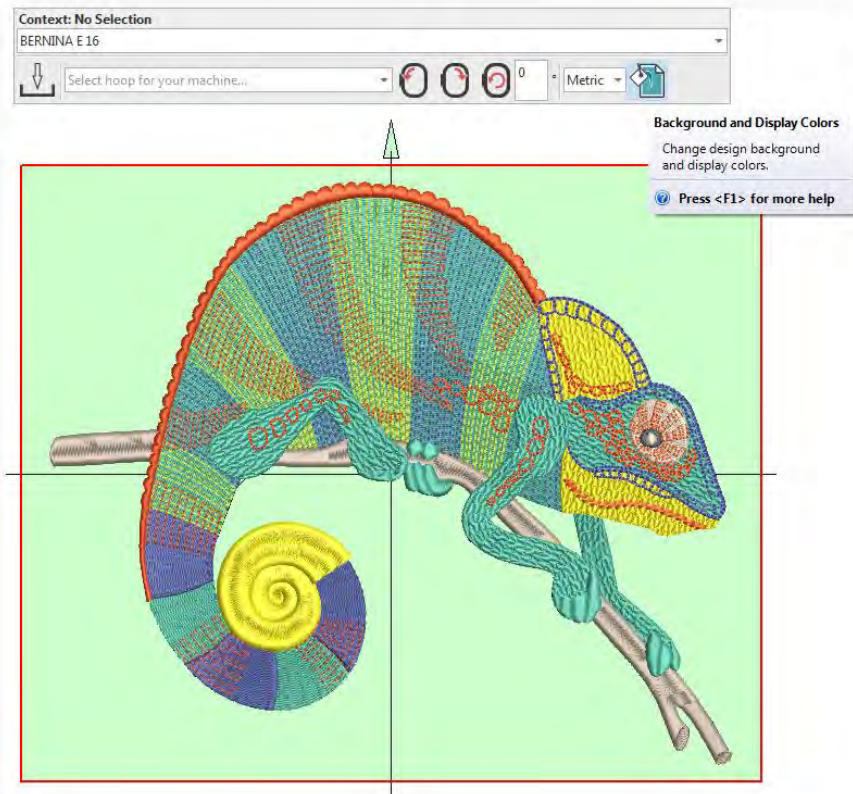 Context: No Selection
BERNINA E 16
Select hoop for your machine...
0
°
Metric
Background and Display Colors
Change design background
and display colors.
Press <F1> for more help